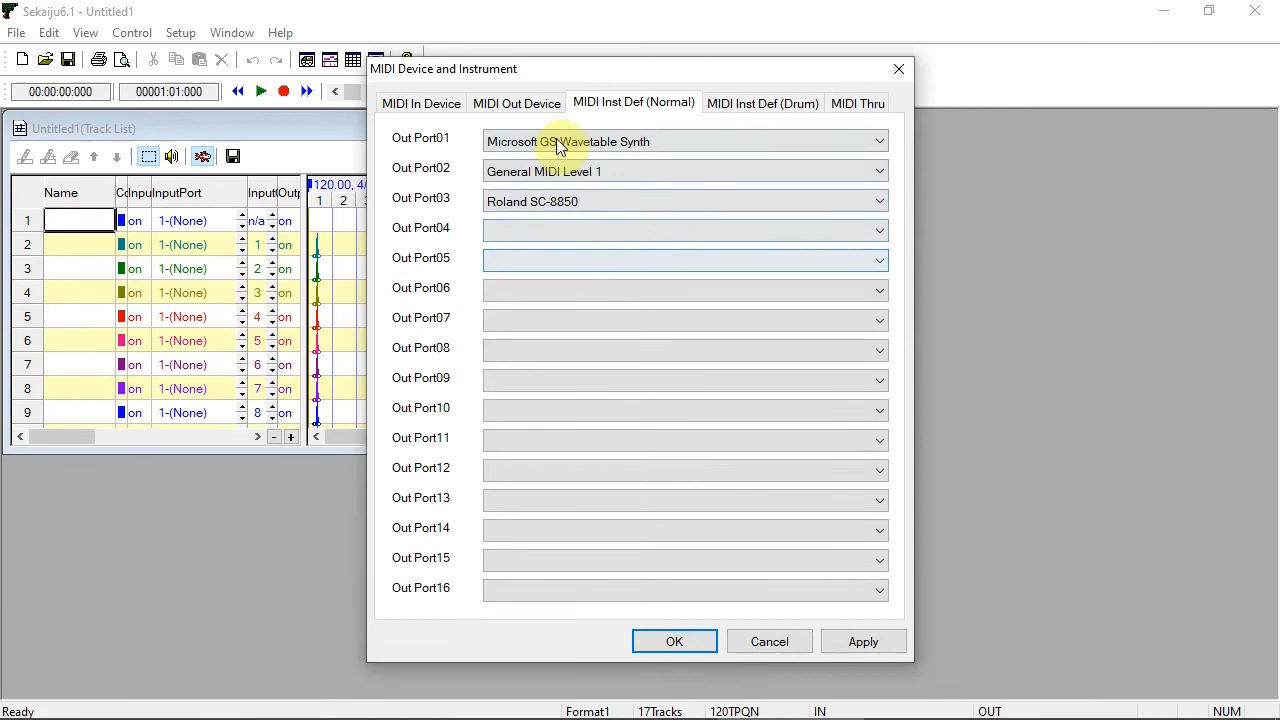 Sekaiju6.1 - Untitled1
File Edit View Control Setup Window Help
00:00:00:000 00001:01:000
MIDI Device and Instrument
MIDI In Device MIDI Out Device MIDI Inst Def (Normal) MIDI Inst Def (Drum) MIDI Thru
Untitled1(Track List)
Name InputPort 120.00, 4/
1 2
1 on 1-(None) n/a on
2 on 1-(None) 1 on
3 on 1-(None) 2 on
4 on 1-(None) 3 on
5 on 1-(None) 4 on
6 on 1-(None) 5 on
7 on 1-(None) 6 on
8 on 1-(None) 7 on
9 on 1-(None) 8 on
Out Port01 Microsoft GS Wavetable Synth
Out Port02 General MIDI Level 1
Out Port03 Roland SC-8850
Out Port04
Out Port05
Out Port06
Out Port07
Out Port08
Out Port09
Out Port10
Out Port11
Out Port12
Out Port13
Out Port14
Out Port15
Out Port16
OK Cancel Apply
Ready Format1 17Tracks 120TPQN IN OUT NUM